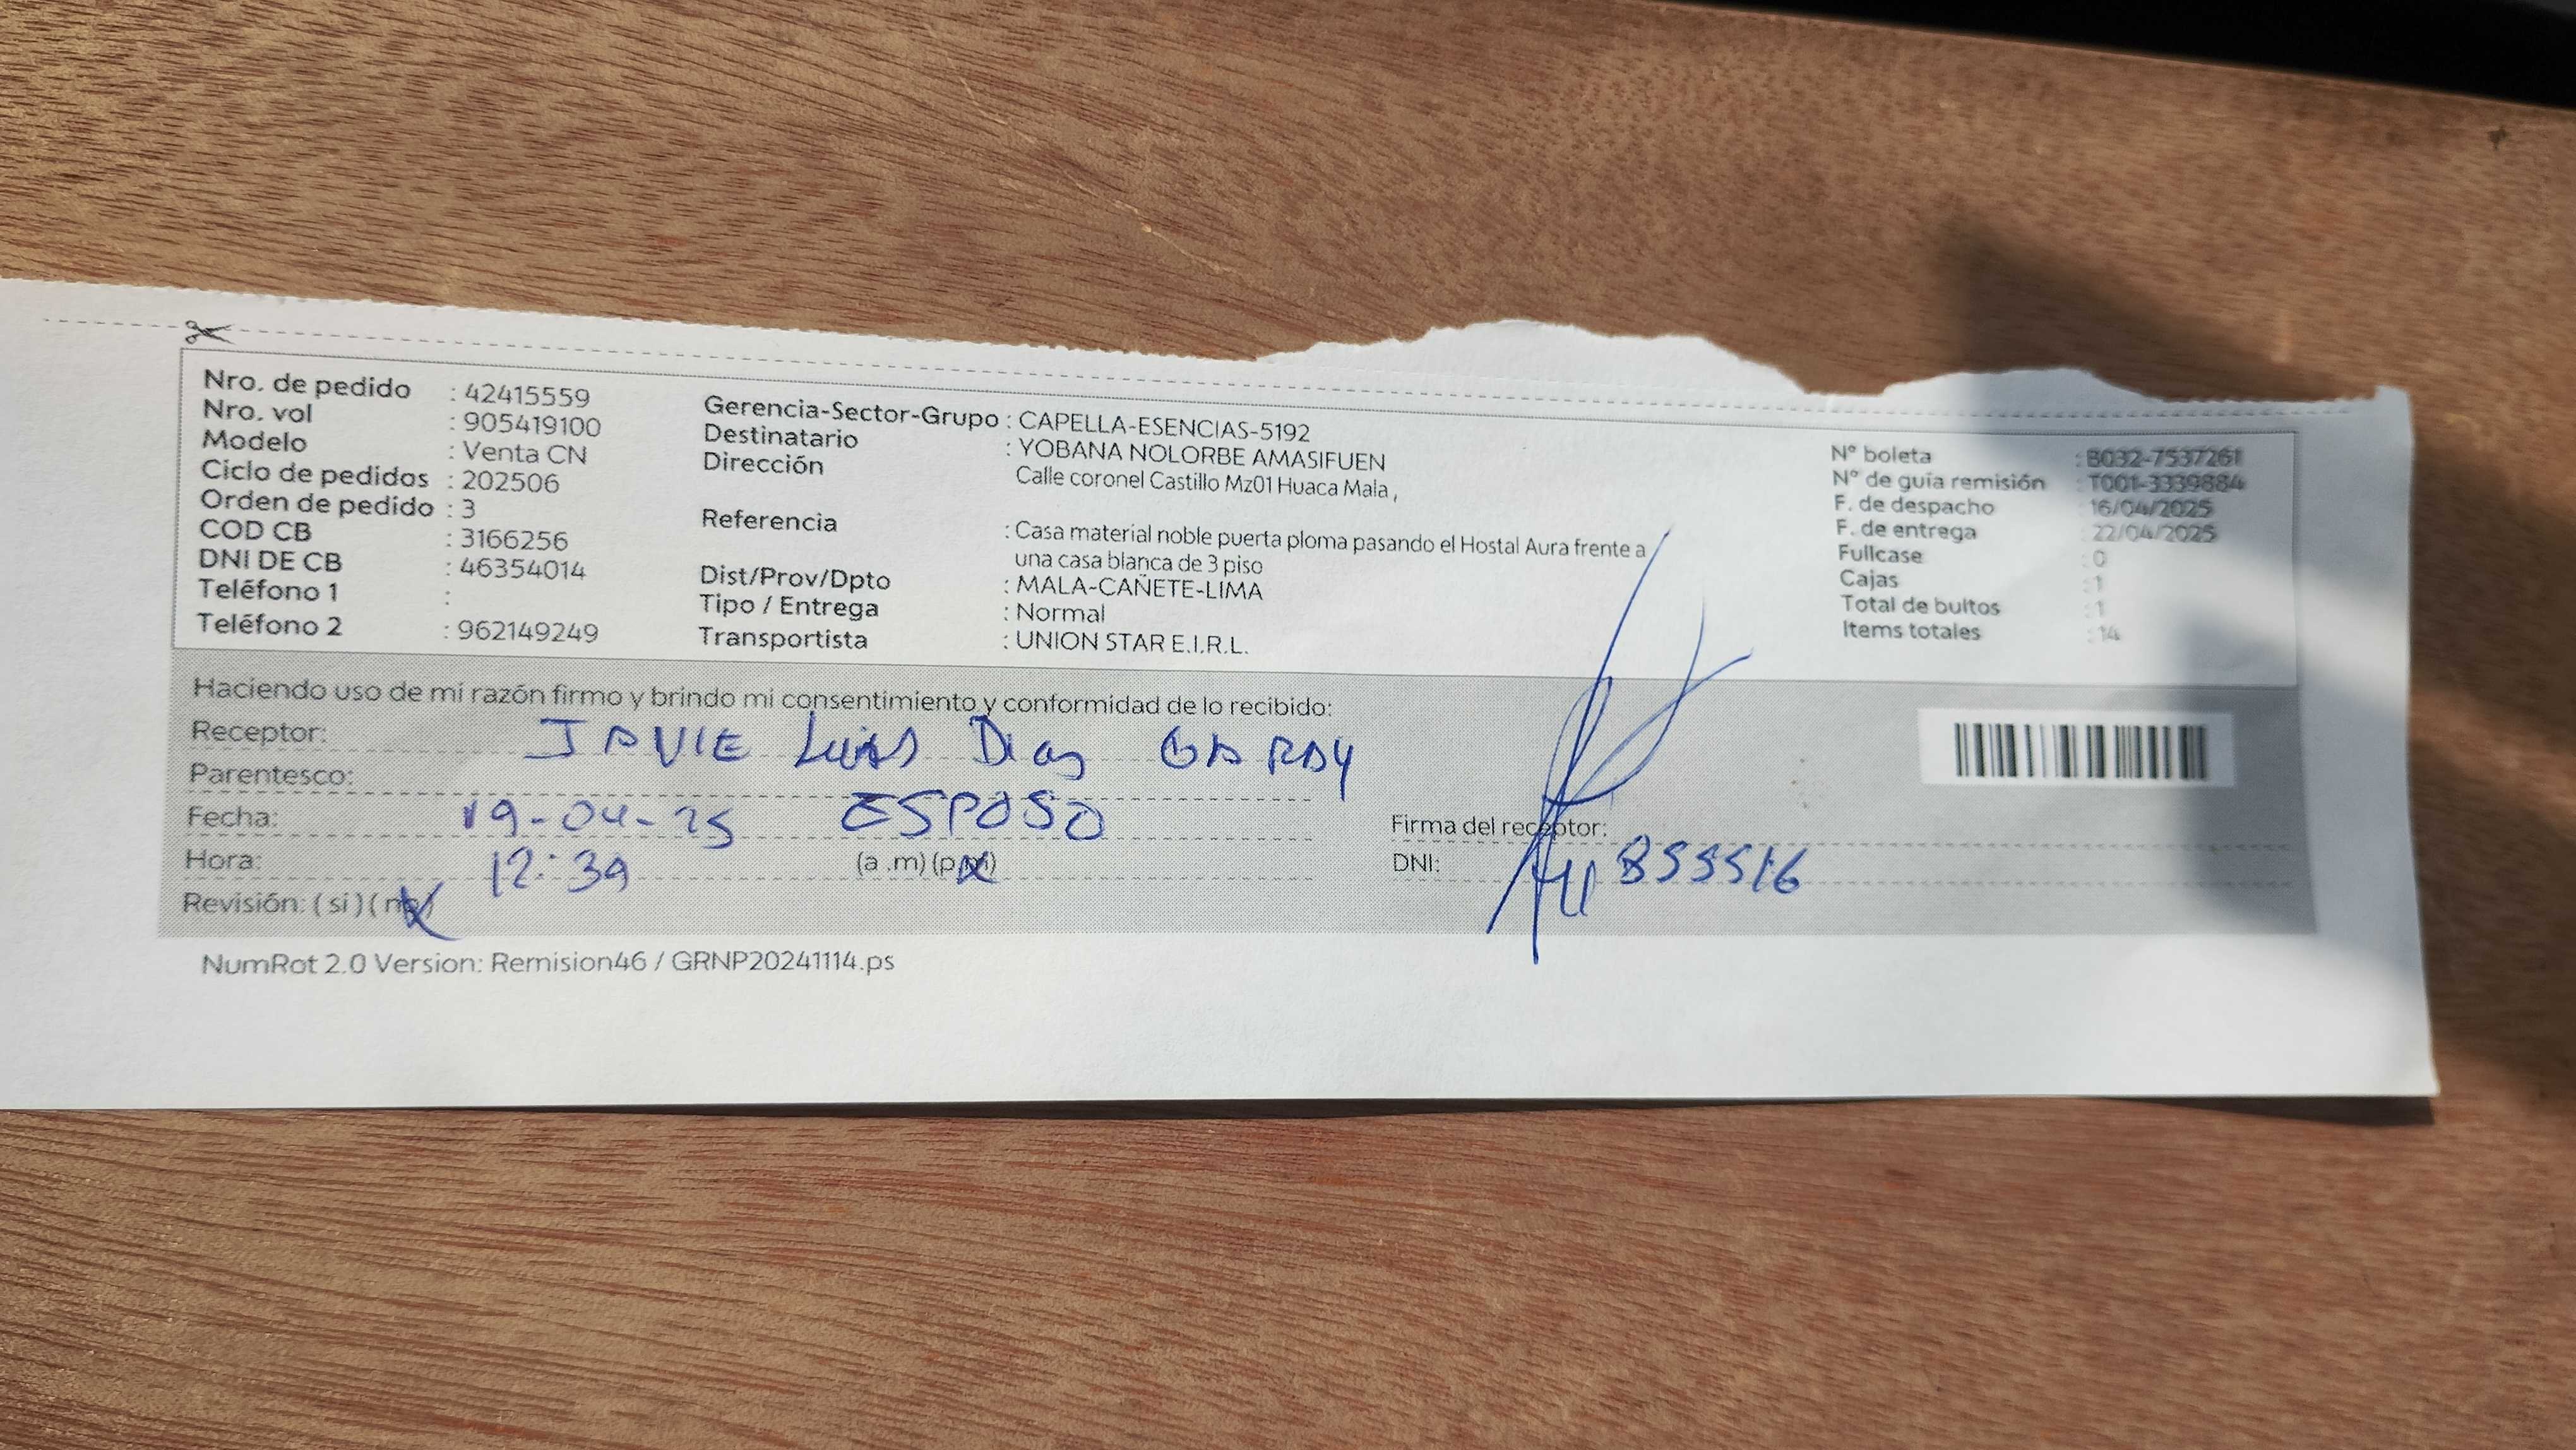 Nro. de pedido : 42415559
Nro. vol : 905419100
Modelo : Venta CN
Ciclo de pedidos : 202506
Orden de pedido : 3
COD CB : 3166256
DNI DE CB : 46354014
Teléfono 1 :
Teléfono 2 : 962149249
Gerencia-Sector-Grupo : CAPELLA-ESENCIAS-5192
Destinatario : YOBANA NOLORBE AMASIFUEN
Dirección Calle coronel Castillo Mz01 Huaca Mala ,
Referencia : Casa material noble puerta ploma pasando el Hostal Aura frente a
una casa blanca de 3 piso
Dist/Prov/Dpto : MALA-CAÑETE-LIMA
Tipo / Entrega : Normal
Transportista : UNION STAR E.I.R.L.
N° boleta : B032-7537261
N° de guía remisión : T001-3339884
F. de despacho : 16/04/2025
F. de entrega : 22/04/2025
Fullcase : 0
Cajas : 1
Total de bultos : 1
Items totales : 14
Haciendo uso de mi razón firmo y brindo mi consentimiento y conformidad de lo recibido:
Receptor: JAVIE Luis Dias GARAY
Parentesco: ESPOSO
Fecha: 19-04-25
Hora: 12:39 (a .m) (p.m)
Revisión: ( si ) ( no )
Firma del receptor:
DNI: 41855516
NumRot 2.0 Version: Remision46 / GRNP20241114.ps